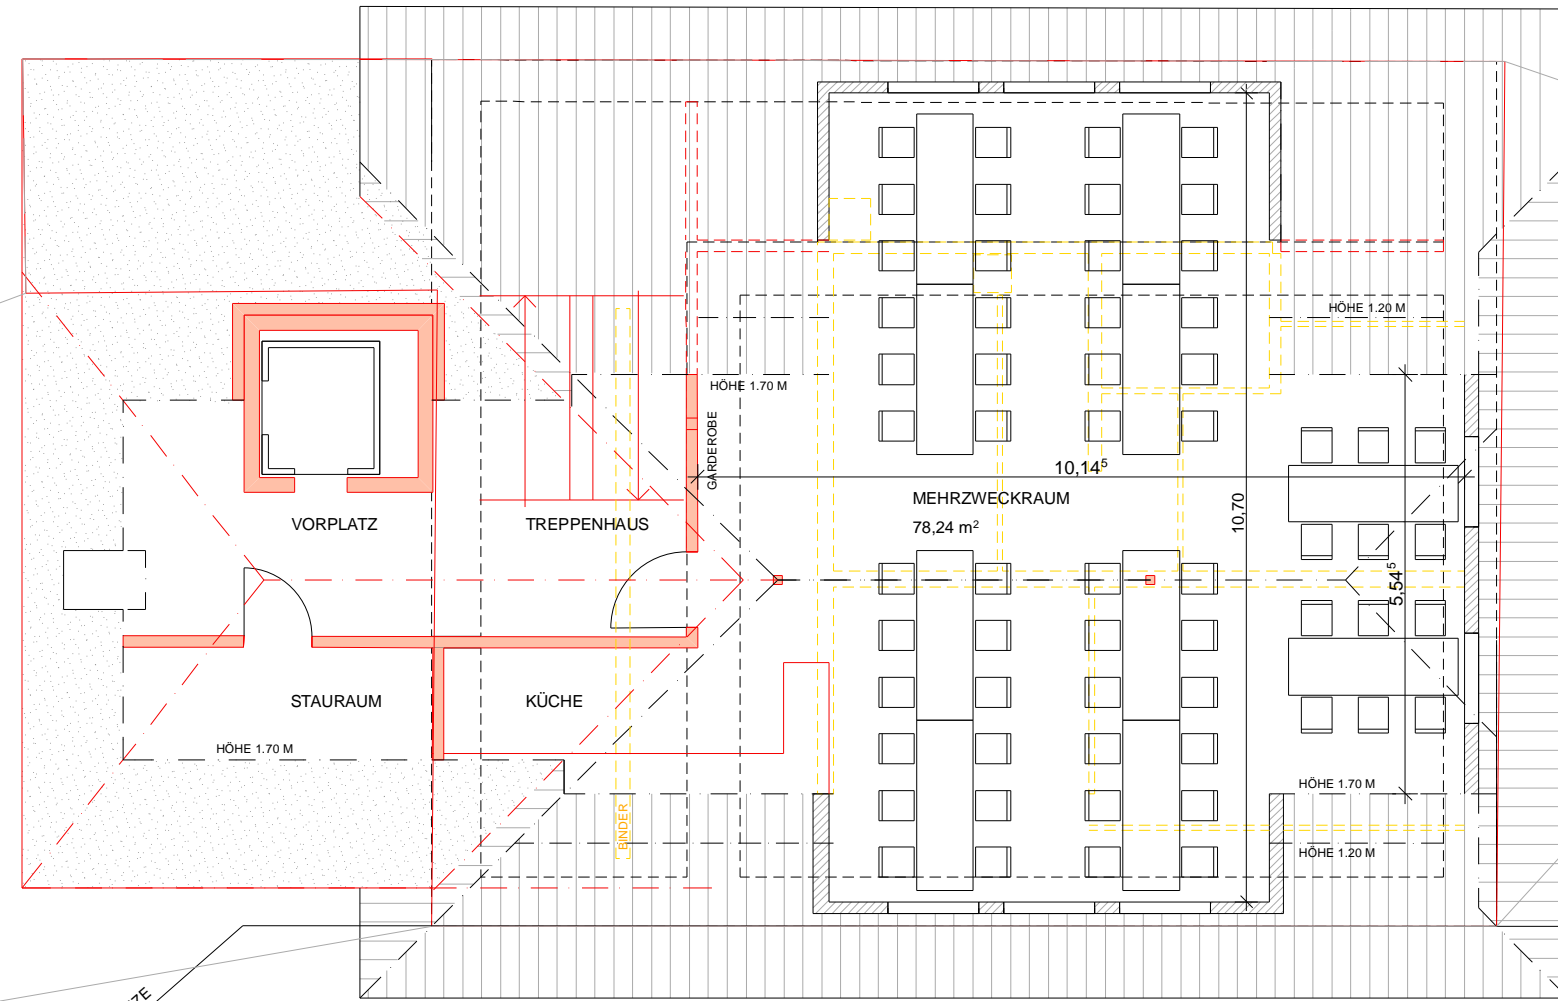 HÖHE 1.20 M
HÖHE 1.70 M
GARDEROBE
10,14⁵
MEHRZWECKRAUM
78,24 m²
10,70
VORPLATZ
TREPPENHAUS
5,54⁵
STAURAUM
KÜCHE
HÖHE 1.70 M
HÖHE 1.70 M
BINDER
HÖHE 1.20 M